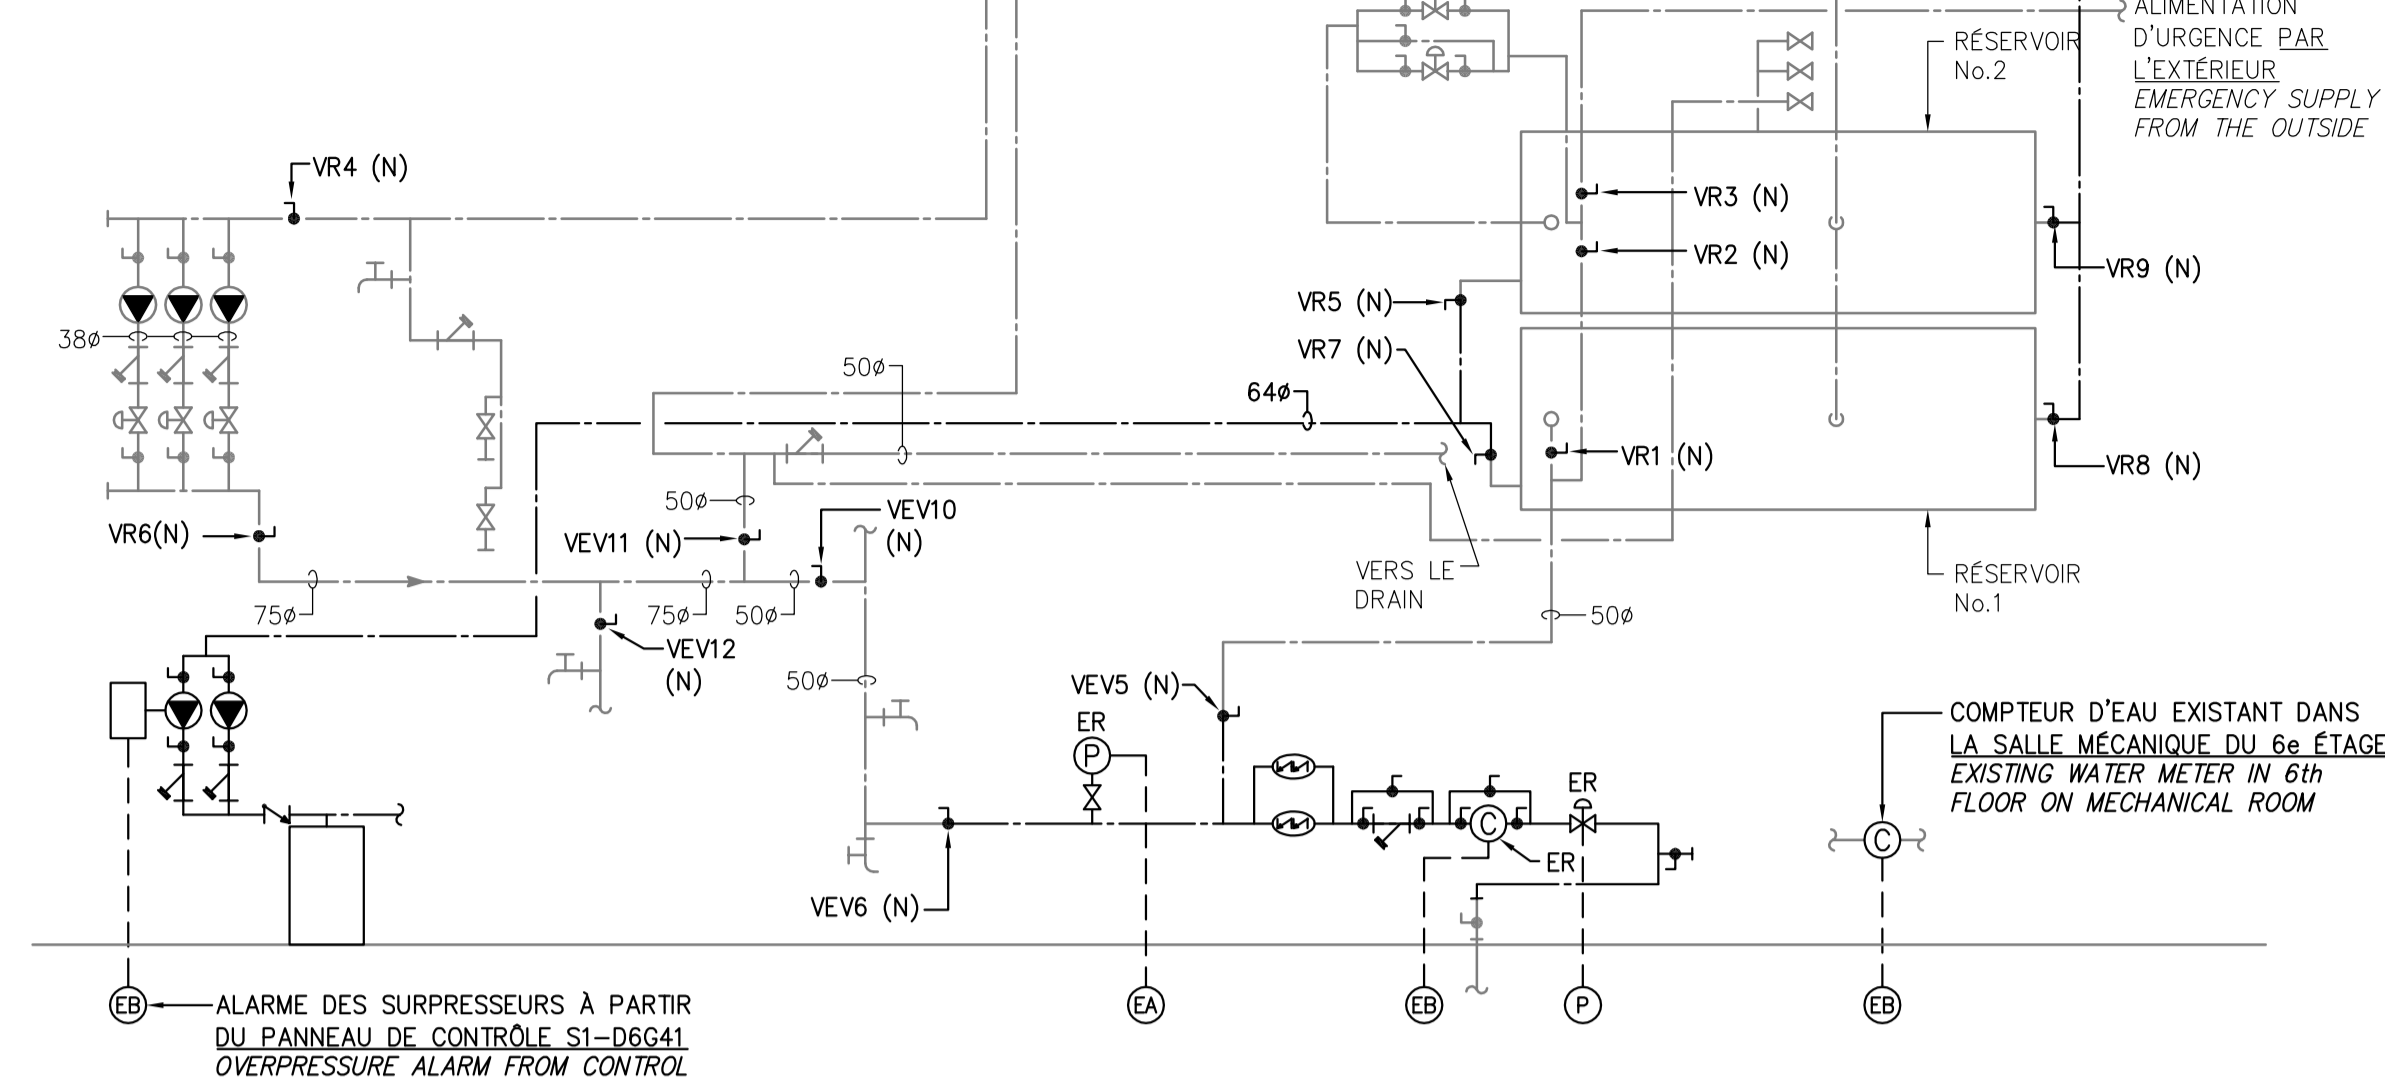 ALIMENTATION
D'URGENCE PAR
L'EXTÉRIEUR
EMERGENCY SUPPLY
FROM THE OUTSIDE
RÉSERVOIR
No.2
VR4 (N)
VR3 (N)
VR2 (N)
VR9 (N)
VR5 (N)
38ø
VR7 (N)
50ø
64ø
VR1 (N)
VR8 (N)
50ø
VEV10
(N)
VR6(N)
VEV11 (N)
VERS LE
DRAIN
RÉSERVOIR
No.1
75ø
75ø
50ø
50ø
VEV12
(N)
50ø
VEV5 (N)
ER
P
COMPTEUR D'EAU EXISTANT DANS
LA SALLE MÉCANIQUE DU 6e ÉTAGE
EXISTING WATER METER IN 6th
FLOOR ON MECHANICAL ROOM
ER
C
C
ER
VEV6 (N)
EB
EA
EB
P
EB
ALARME DES SURPRESSEURS À PARTIR
DU PANNEAU DE CONTRÔLE S1-D6G41
OVERPRESSURE ALARM FROM CONTROL